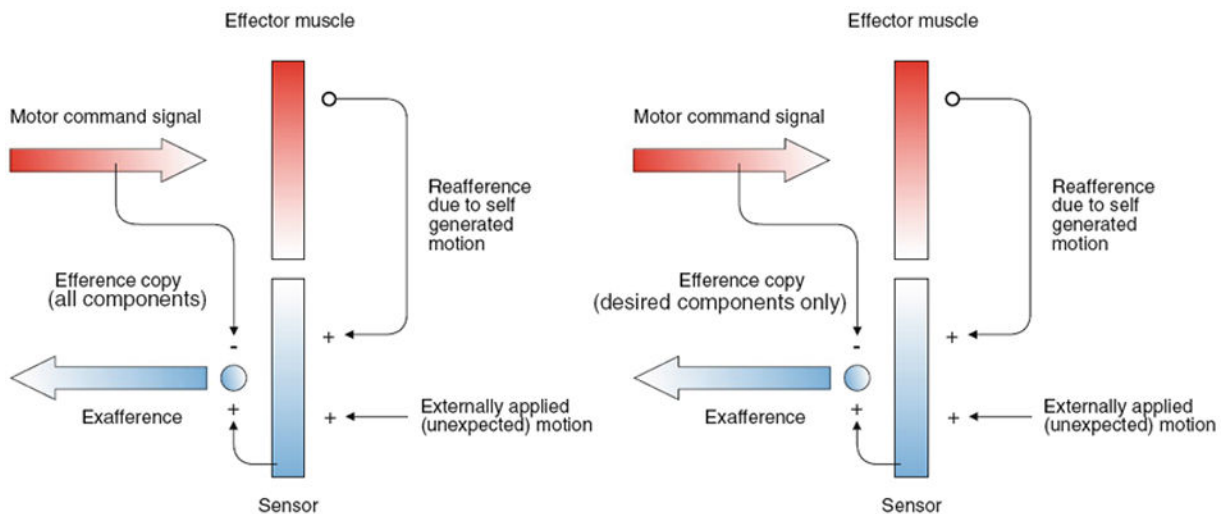 Effector muscle
Motor command signal
Reafference
due to self
generated
motion
Efference copy
(all components)
+
-
Exafference
+
+
Externally applied
(unexpected) motion
Sensor
Effector muscle
Motor command signal
Reafference
due to self
generated
motion
Efference copy
(desired components only)
+
-
Exafference
+
+
Externally applied
(unexpected) motion
Sensor